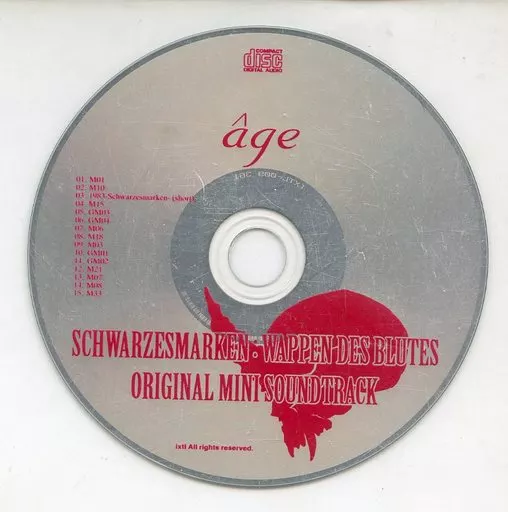 COMPACT
disc
DIGITAL AUDIO
âge
01. M01
02. M10
03. 1983-Schwarzesmarken- (short)
04. M15
05. GM03
06. GM04
07. M06
08. M18
09. M03
10. GM01
11. GM02
12. M21
13. M07
14. M08
15. M33
SCHWARZESMARKEN : WAPPEN DES BLUTES
ORIGINAL MINI SOUNDTRACK
ixtl All rights reserved.